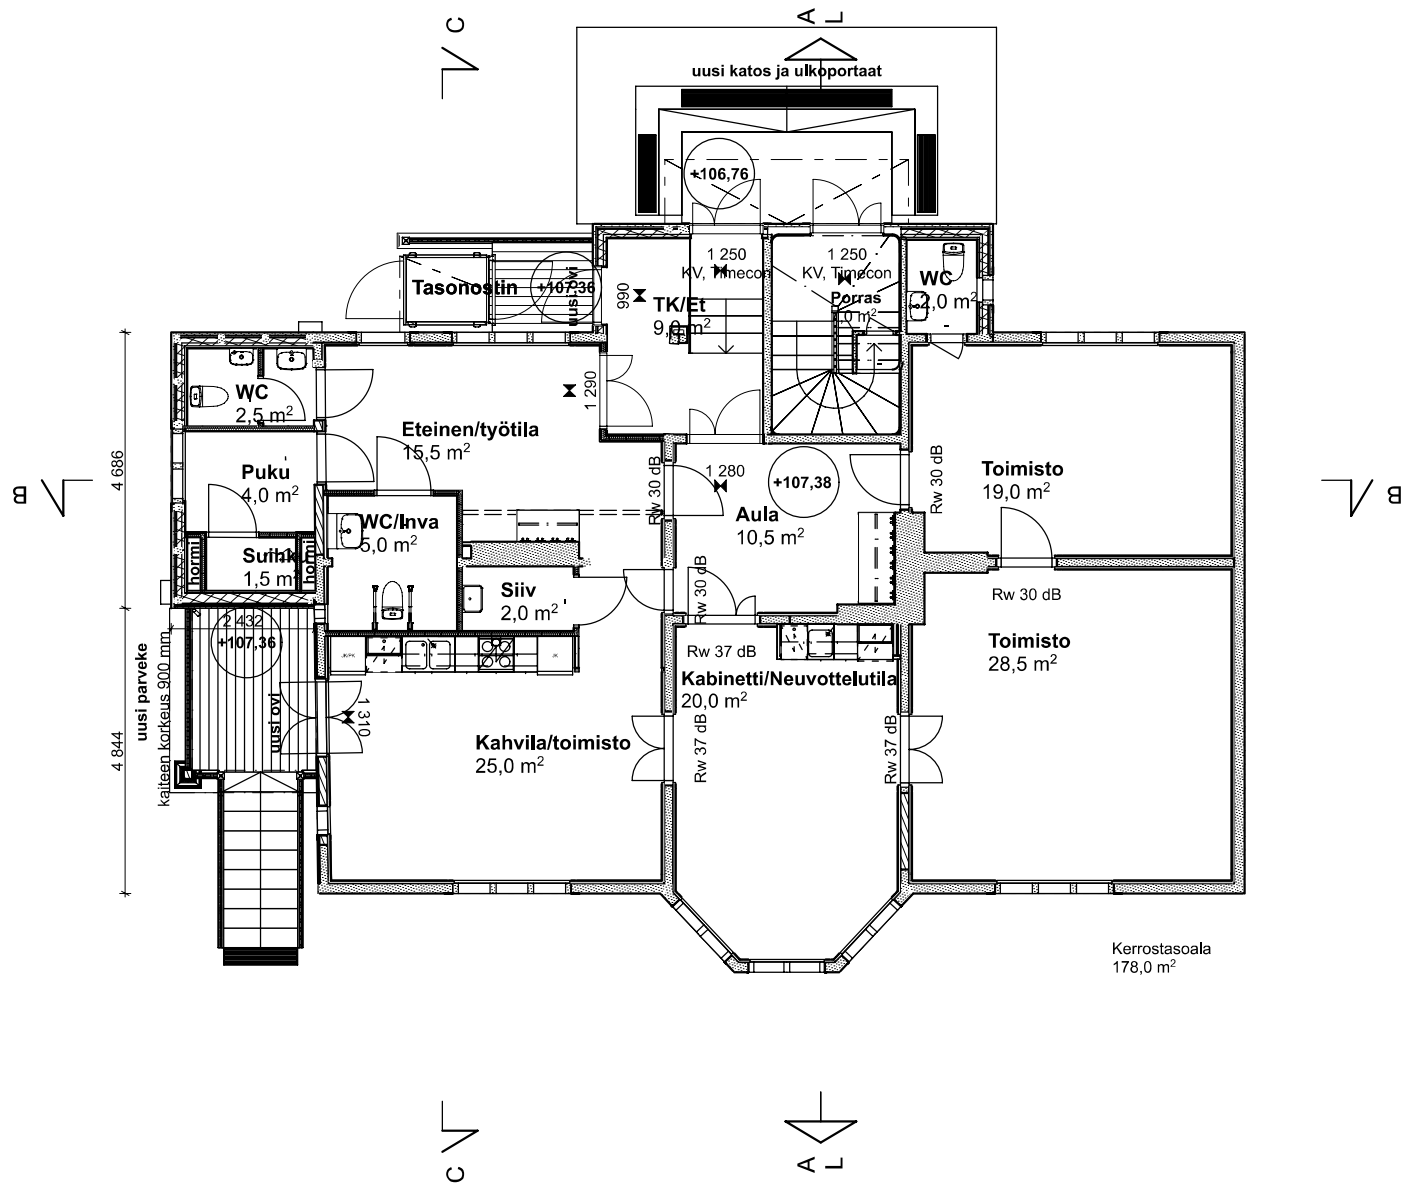 C
A
L
uusi katos ja ulkoportaat
+106,76
1 250
KV, Timecon
1 250
KV, Timecon
WC
2,0 m²
Tasonostin
+107,36
uusi ovi
990
TK/Et
9,0 m²
Porras
WC
2,5 m²
1 290
Eteinen/työtila
15,5 m²
4 686
B
B
Puku
4,0 m²
Rw 30 dB
1 280
+107,38
Aula
10,5 m²
Rw 30 dB
Toimisto
19,0 m²
WC/Inva
5,0 m²
hormi
Suihku
1,5 m²
hormi
Siiv
2,0 m²
Rw 30 dB
Rw 30 dB
2 432
+107,36
uusi parveke
kaiteen korkeus 900 mm
uusi ovi
1 310
JK/PK
JK
Rw 37 dB
Toimisto
28,5 m²
Kabinetti/Neuvottelutila
20,0 m²
4 844
Kahvila/toimisto
25,0 m²
Rw 37 dB
Rw 37 dB
Kerrostasoala
178,0 m²
C
A
L